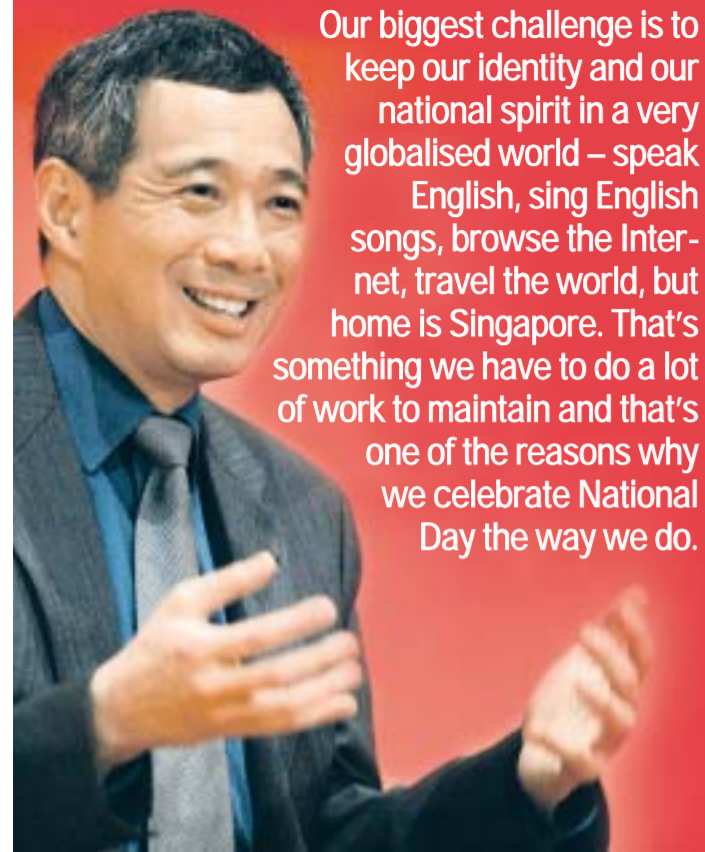 Our biggest challenge is to
keep our identity and our
national spirit in a very
globalised world – speak
English, sing English
songs, browse the Inter-
net, travel the world, but
home is Singapore. That's
something we have to do a lot
of work to maintain and that's
one of the reasons why
we celebrate National
Day the way we do.